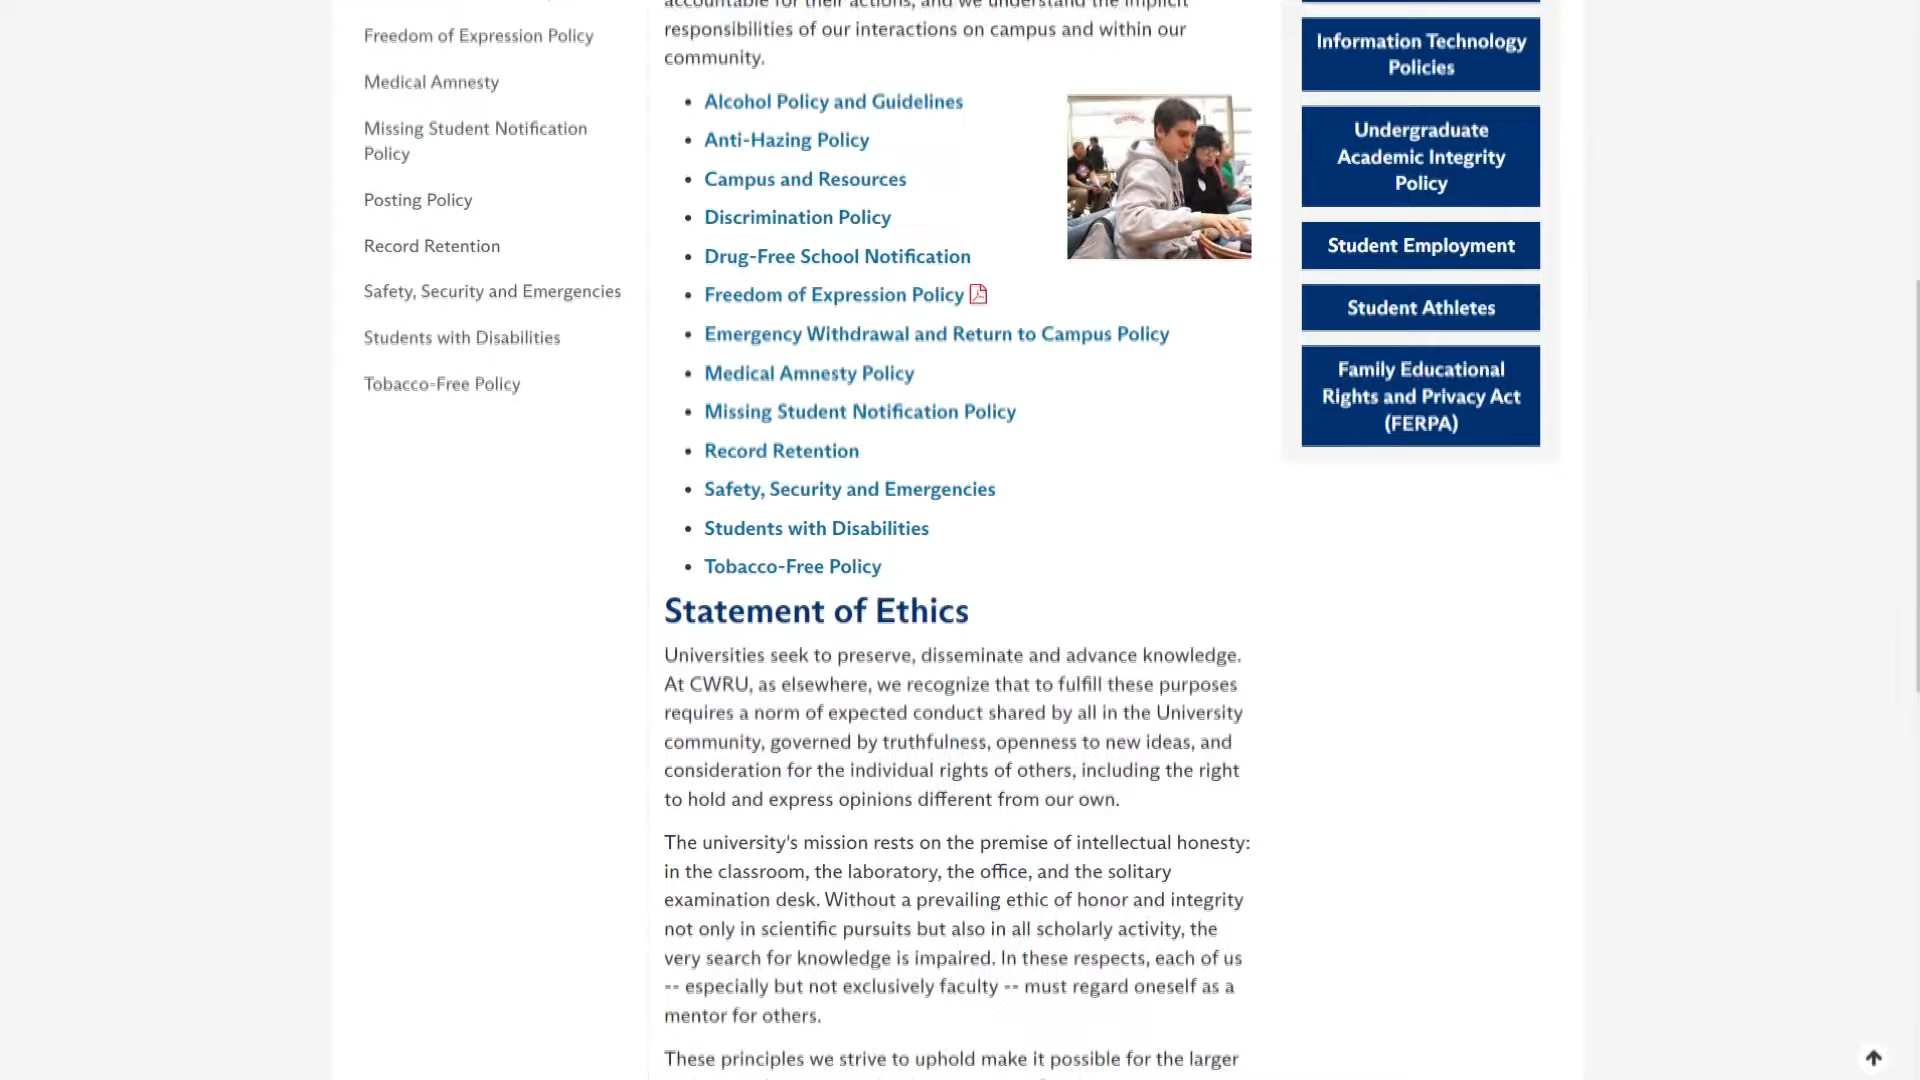 Freedom of Expression Policy
Medical Amnesty
Missing Student Notification
Policy
Posting Policy
Record Retention
Safety, Security and Emergencies
Students with Disabilities
Tobacco-Free Policy
accountable for their actions, and we understand the implicit
responsibilities of our interactions on campus and within our
community.
Alcohol Policy and Guidelines
Anti-Hazing Policy
Campus and Resources
Discrimination Policy
Drug-Free School Notification
Freedom of Expression Policy
Emergency Withdrawal and Return to Campus Policy
Medical Amnesty Policy
Missing Student Notification Policy
Record Retention
Safety, Security and Emergencies
Students with Disabilities
Tobacco-Free Policy
Statement of Ethics
Universities seek to preserve, disseminate and advance knowledge.
At CWRU, as elsewhere, we recognize that to fulfill these purposes
requires a norm of expected conduct shared by all in the University
community, governed by truthfulness, openness to new ideas, and
consideration for the individual rights of others, including the right
to hold and express opinions different from our own.
The university's mission rests on the premise of intellectual honesty:
in the classroom, the laboratory, the office, and the solitary
examination desk. Without a prevailing ethic of honor and integrity
not only in scientific pursuits but also in all scholarly activity, the
very search for knowledge is impaired. In these respects, each of us
-- especially but not exclusively faculty -- must regard oneself as a
mentor for others.
These principles we strive to uphold make it possible for the larger
Information Technology
Policies
Undergraduate
Academic Integrity
Policy
Student Employment
Student Athletes
Family Educational
Rights and Privacy Act
(FERPA)